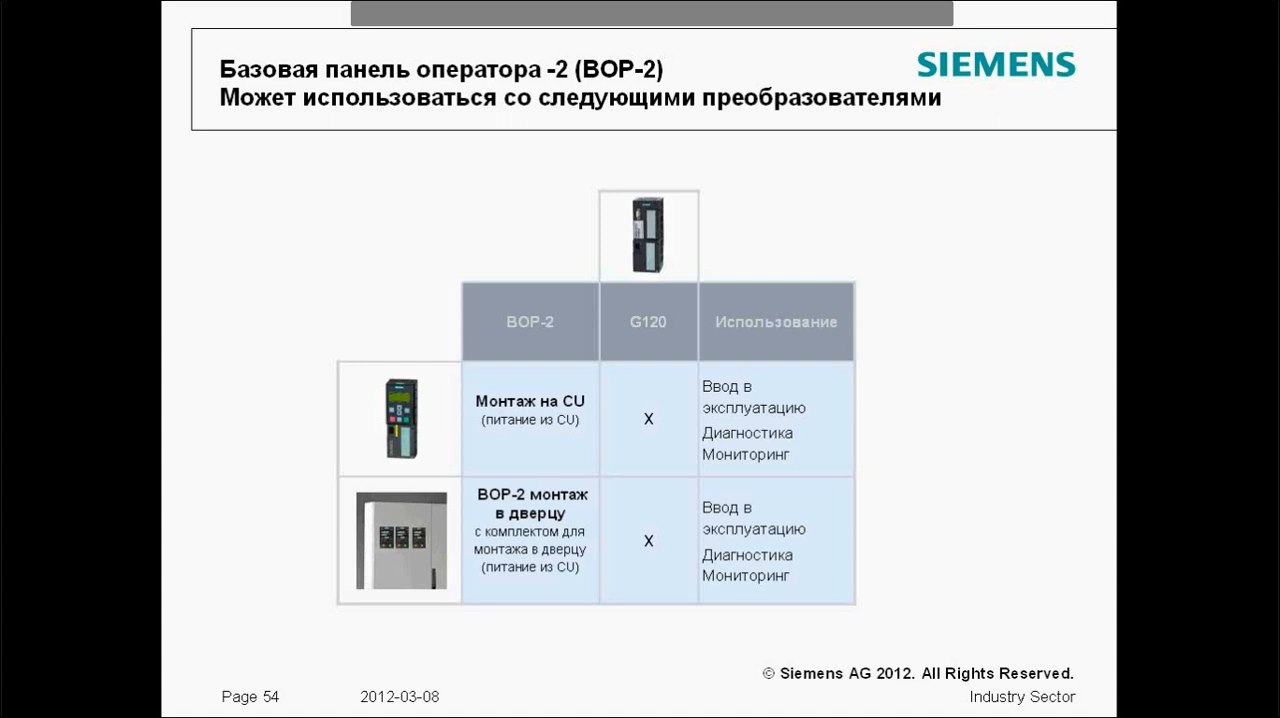 Базовая панель оператора -2 (BOP-2)
Может использоваться со следующими преобразователями
SIEMENS
BOP-2
G120
Использование
Монтаж на CU
(питание из CU)
X
Ввод в
эксплуатацию
Диагностика
Мониторинг
BOP-2 монтаж
в дверцу
с комплектом для
монтажа в дверцу
(питание из CU)
X
Ввод в
эксплуатацию
Диагностика
Мониторинг
© Siemens AG 2012. All Rights Reserved.
Page 54
2012-03-08
Industry Sector